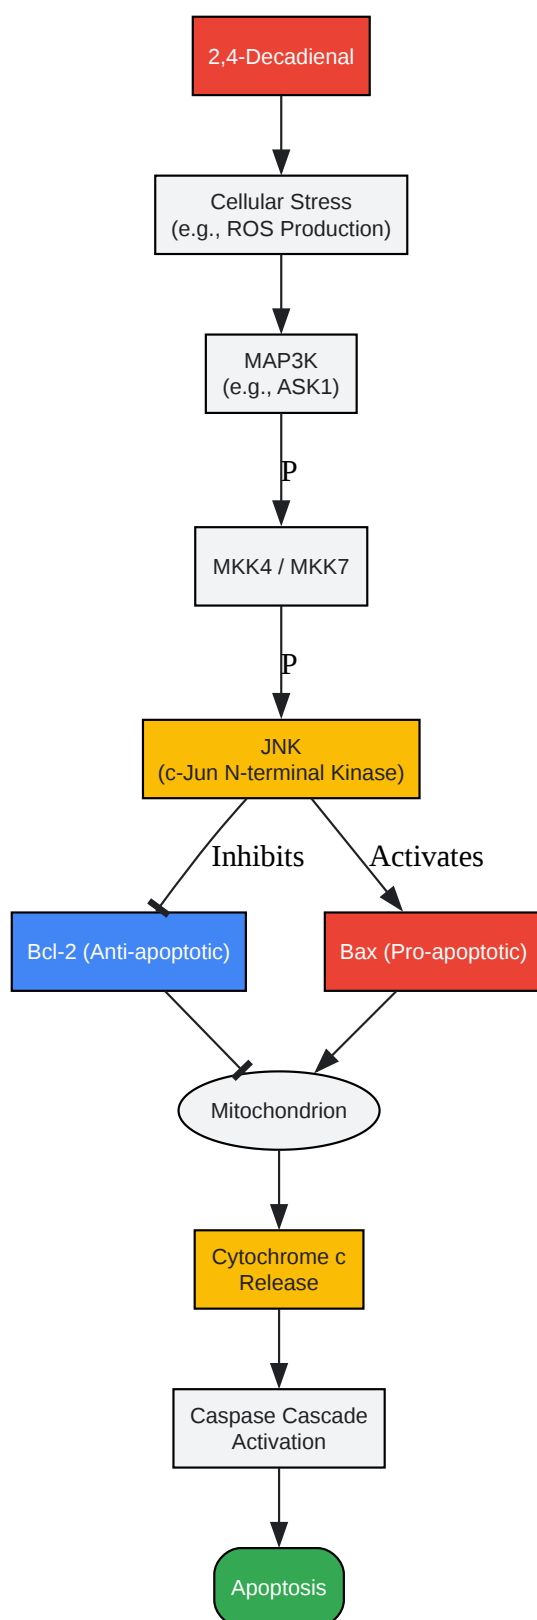 2,4-Decadienal
Cellular Stress
(e.g., ROS Production)
MAP3K
(e.g., ASK1)
P
MKK4 / MKK7
P
JNK
(c-Jun N-terminal Kinase)
Inhibits
Activates
Bcl-2 (Anti-apoptotic)
Bax (Pro-apoptotic)
Mitochondrion
Cytochrome c
Release
Caspase Cascade
Activation
Apoptosis